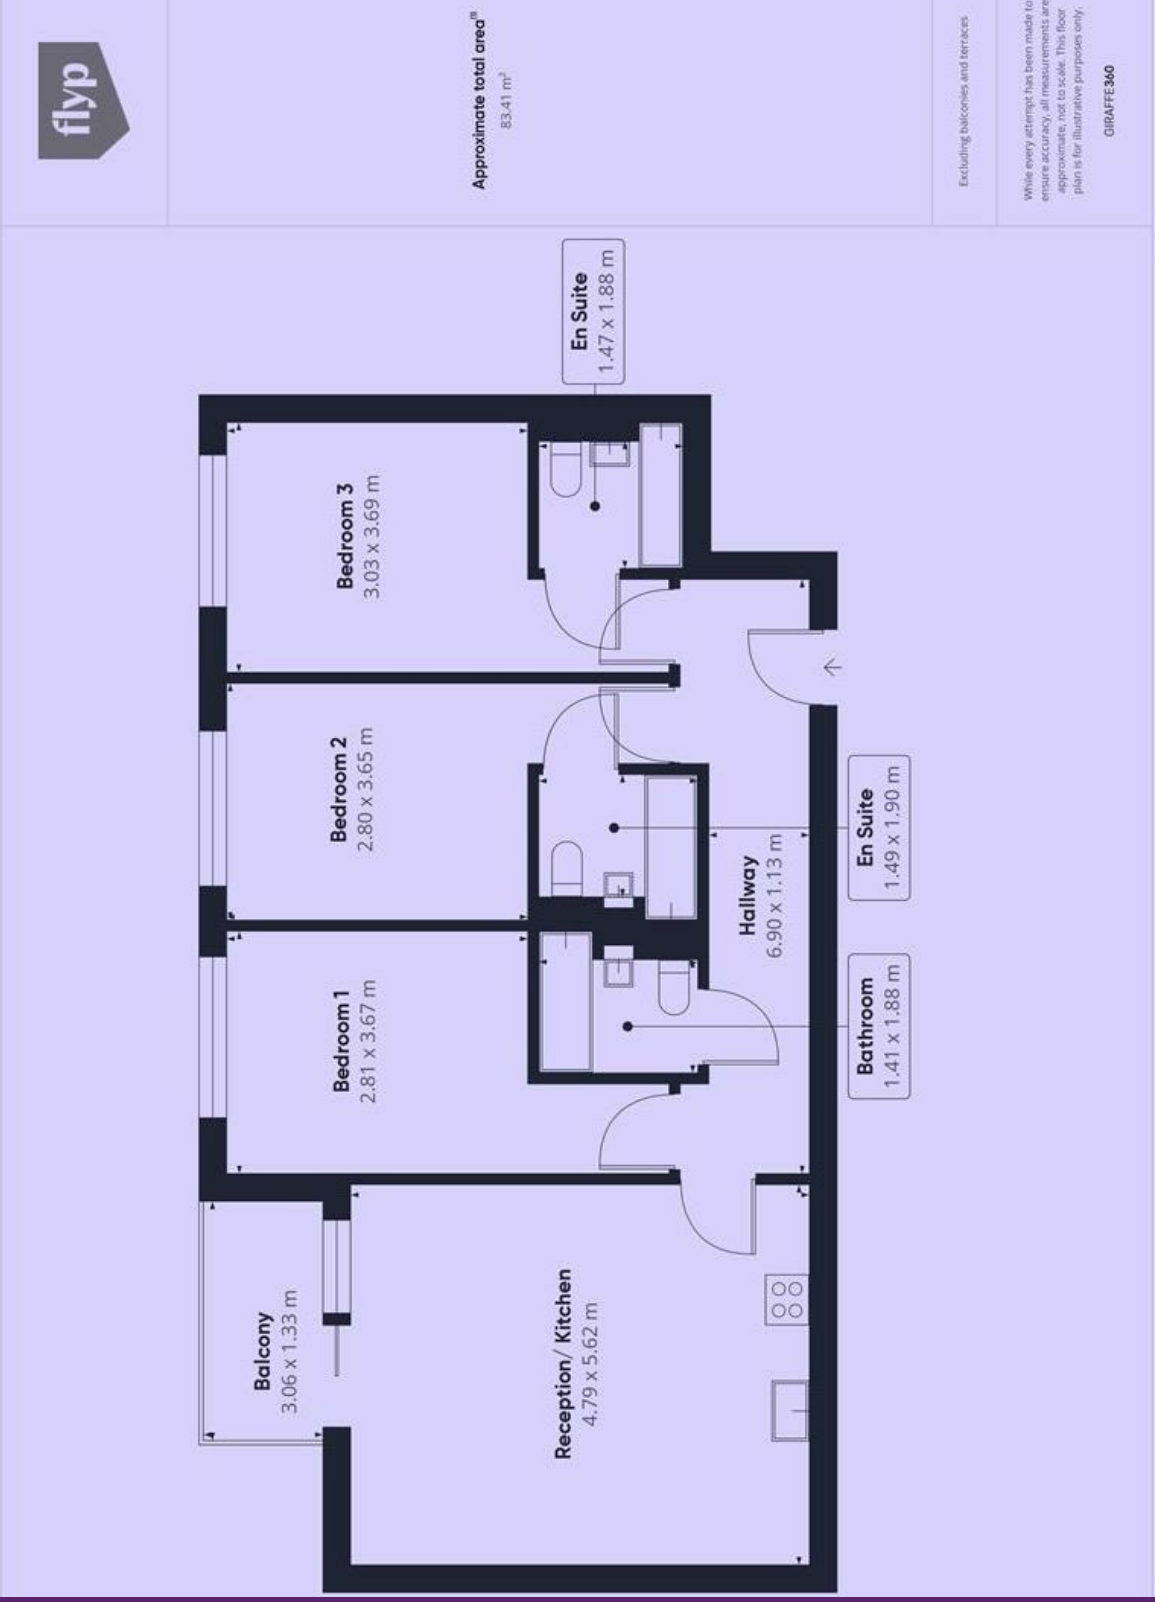 flyp
Approximate total area⁽¹⁾
83.41 m²
Excluding balconies and terraces
While every attempt has been made to
ensure accuracy, all measurements are
approximate, not to scale. This floor
plan is for illustrative purposes only.
GIRAFFE360
Balcony
3.06 x 1.33 m
Bedroom 1
2.81 x 3.67 m
Bedroom 2
2.80 x 3.65 m
Bedroom 3
3.03 x 3.69 m
Reception/ Kitchen
4.79 x 5.62 m
En Suite
1.47 x 1.88 m
Hallway
6.90 x 1.13 m
Bathroom
1.41 x 1.88 m
En Suite
1.49 x 1.90 m